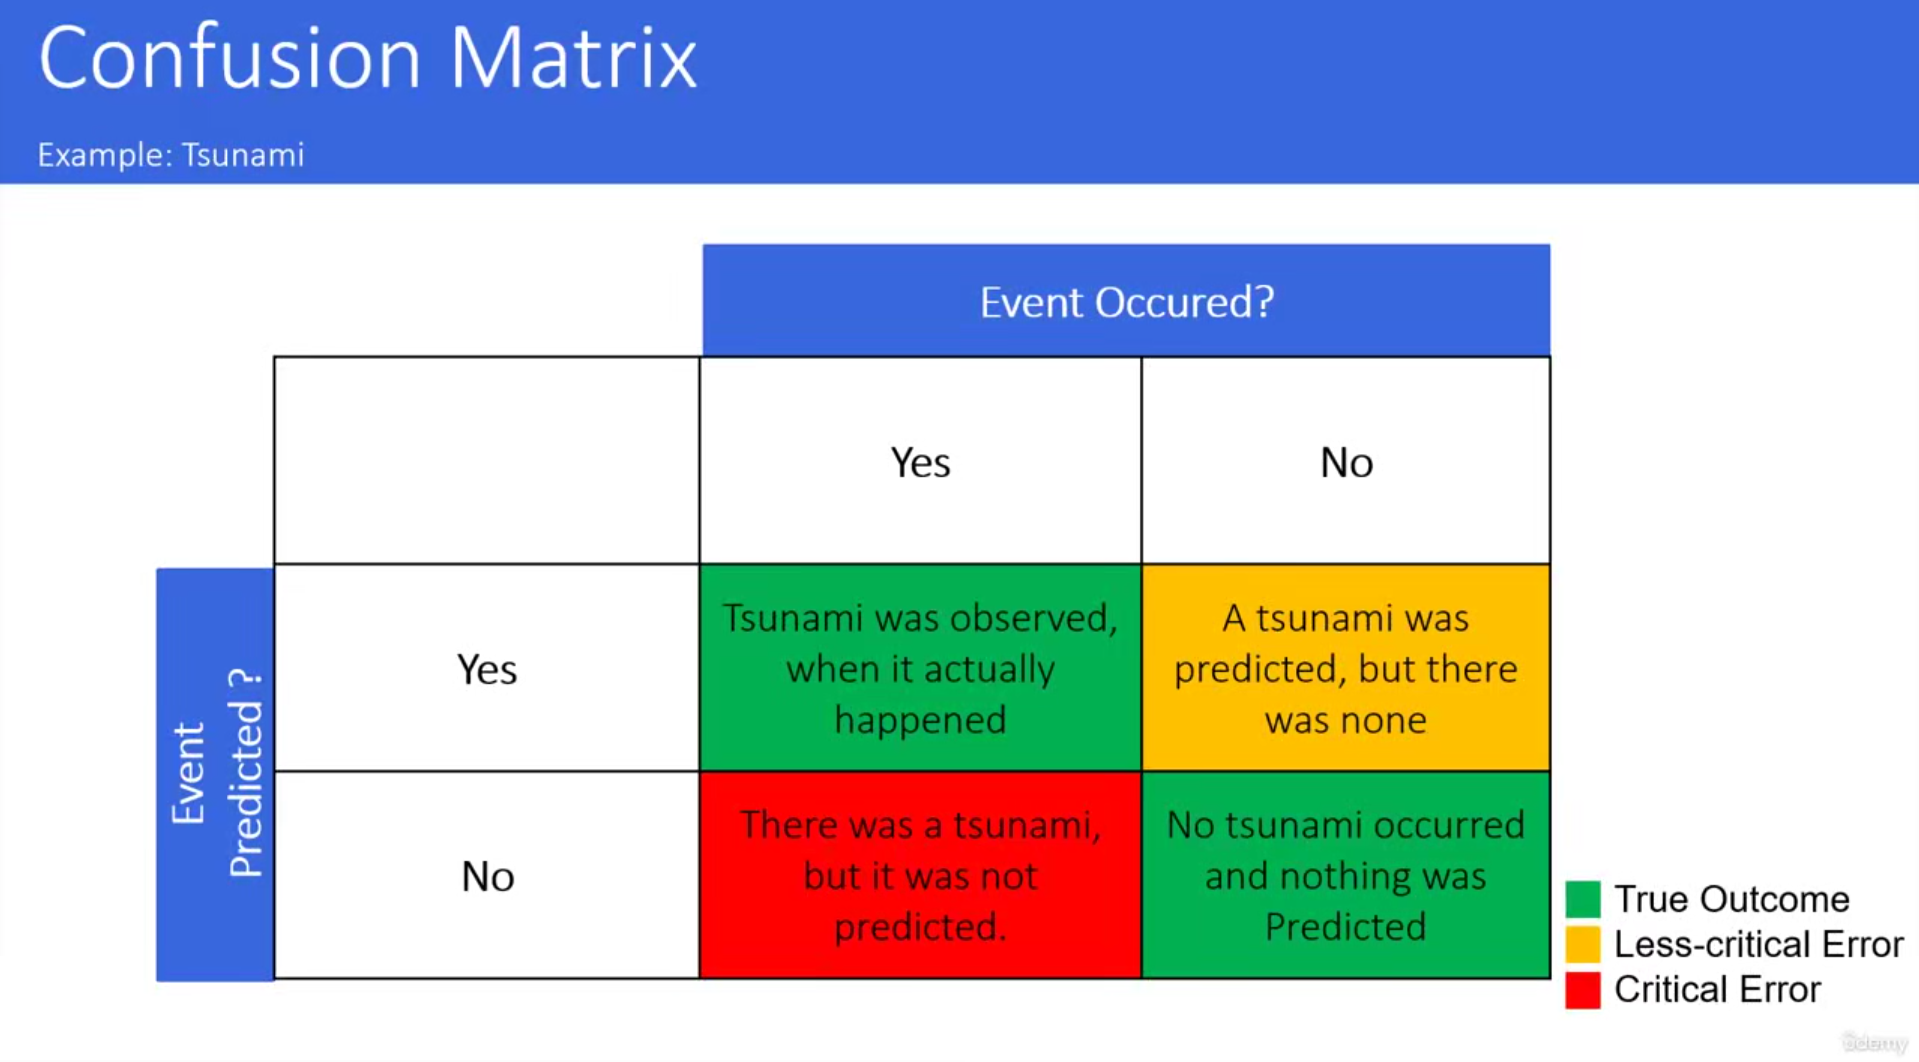 Confusion Matrix
Example: Tsunami
Event Occured?
Yes
No
Event
Predicted ?
Yes
Tsunami was observed,
when it actually
happened
A tsunami was
predicted, but there
was none
No
There was a tsunami,
but it was not
predicted.
No tsunami occurred
and nothing was
Predicted
True Outcome
Less-critical Error
Critical Error